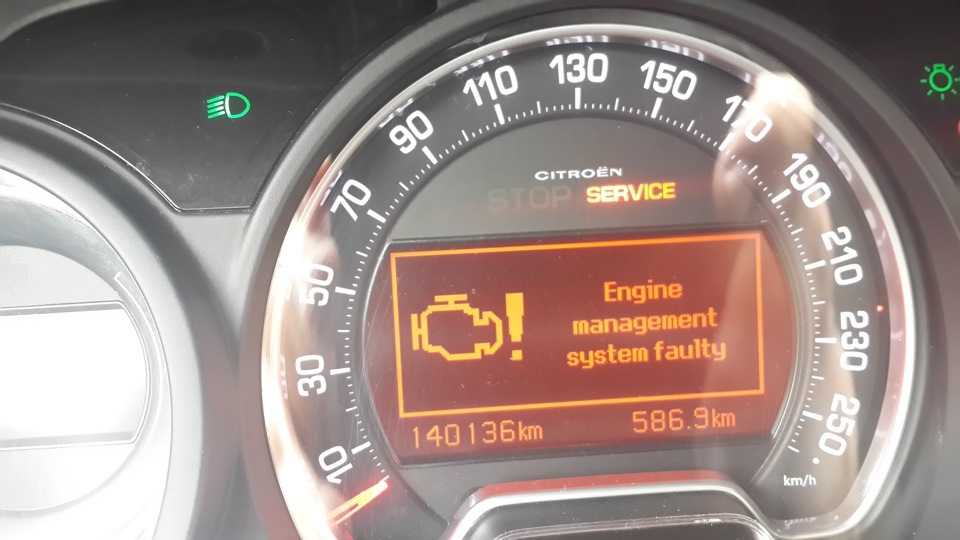 10
30
50
70
90
110
130
150
170
190
210
230
250
km/h
CITROËN
STOP SERVICE
Engine
management
system faulty
140136km 586.9km